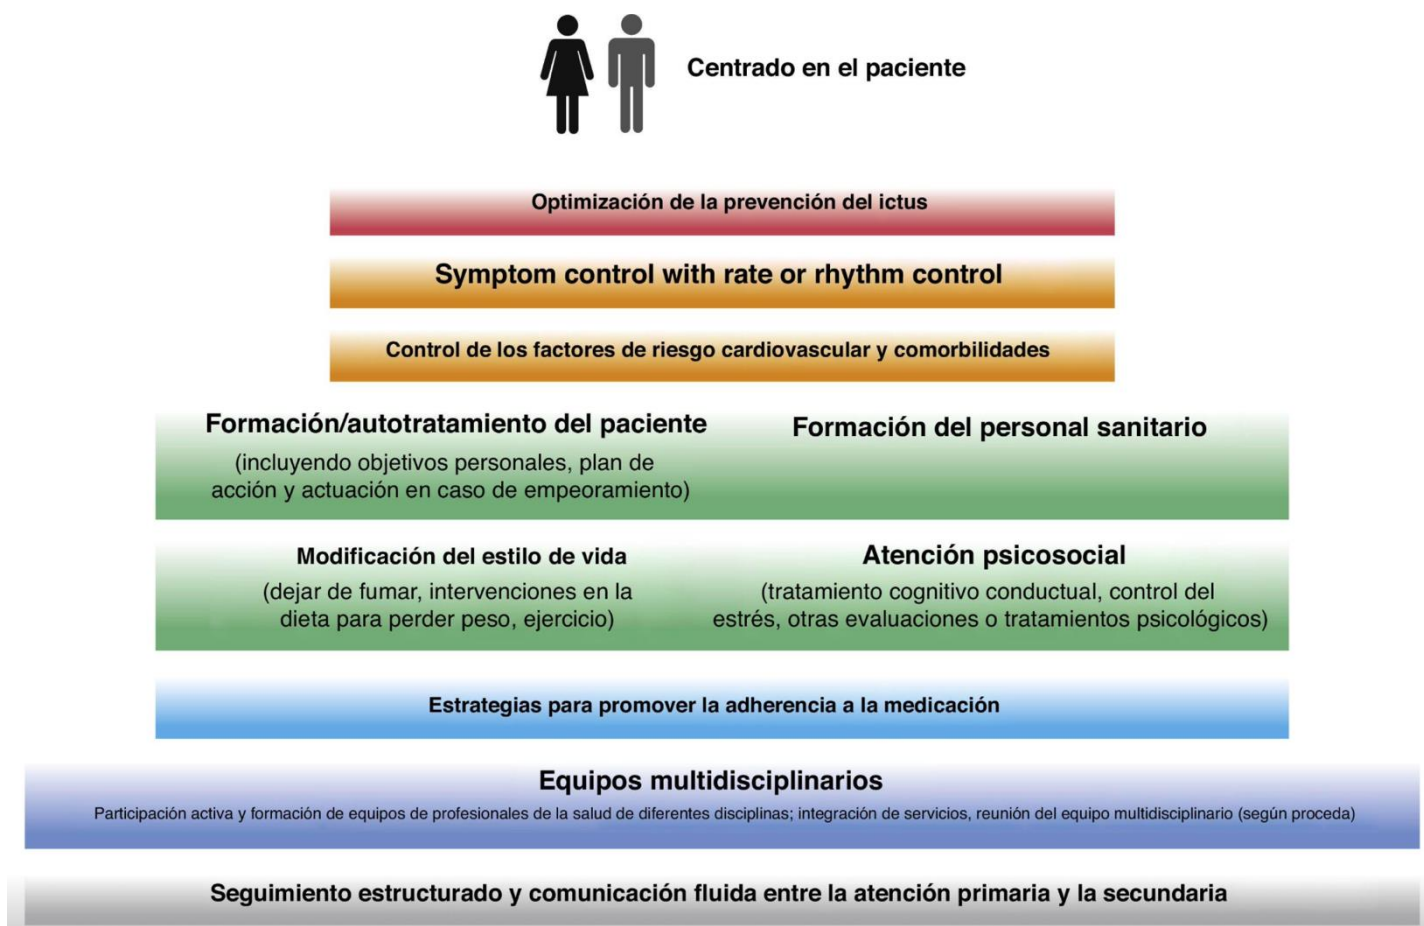 Centrado en el paciente
Optimización de la prevención del ictus
Symptom control with rate or rhythm control
Control de los factores de riesgo cardiovascular y comorbilidades
Formación/autotratamiento del paciente
(incluyendo objetivos personales, plan de
acción y actuación en caso de empeoramiento)
Formación del personal sanitario
Modificación del estilo de vida
(dejar de fumar, intervenciones en la
dieta para perder peso, ejercicio)
Atención psicosocial
(tratamiento cognitivo conductual, control del
estrés, otras evaluaciones o tratamientos psicológicos)
Estrategias para promover la adherencia a la medicación
Equipos multidisciplinarios
Participación activa y formación de equipos de profesionales de la salud de diferentes disciplinas; integración de servicios, reunión del equipo multidisciplinario (según proceda)
Seguimiento estructurado y comunicación fluida entre la atención primaria y la secundaria